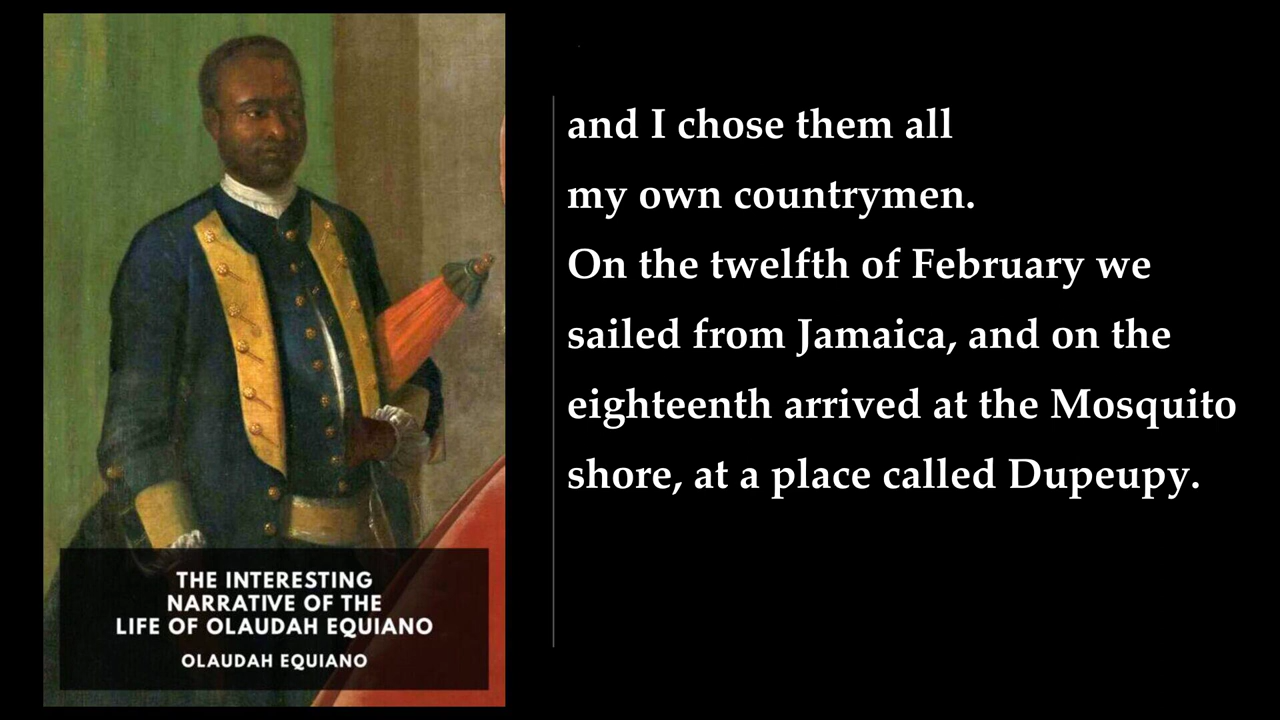 THE INTERESTING
NARRATIVE OF THE
LIFE OF OLAUDAH EQUIANO
OLAUDAH EQUIANO
and I chose them all
my own countrymen.
On the twelfth of February we
sailed from Jamaica, and on the
eighteenth arrived at the Mosquito
shore, at a place called Dupeupy.